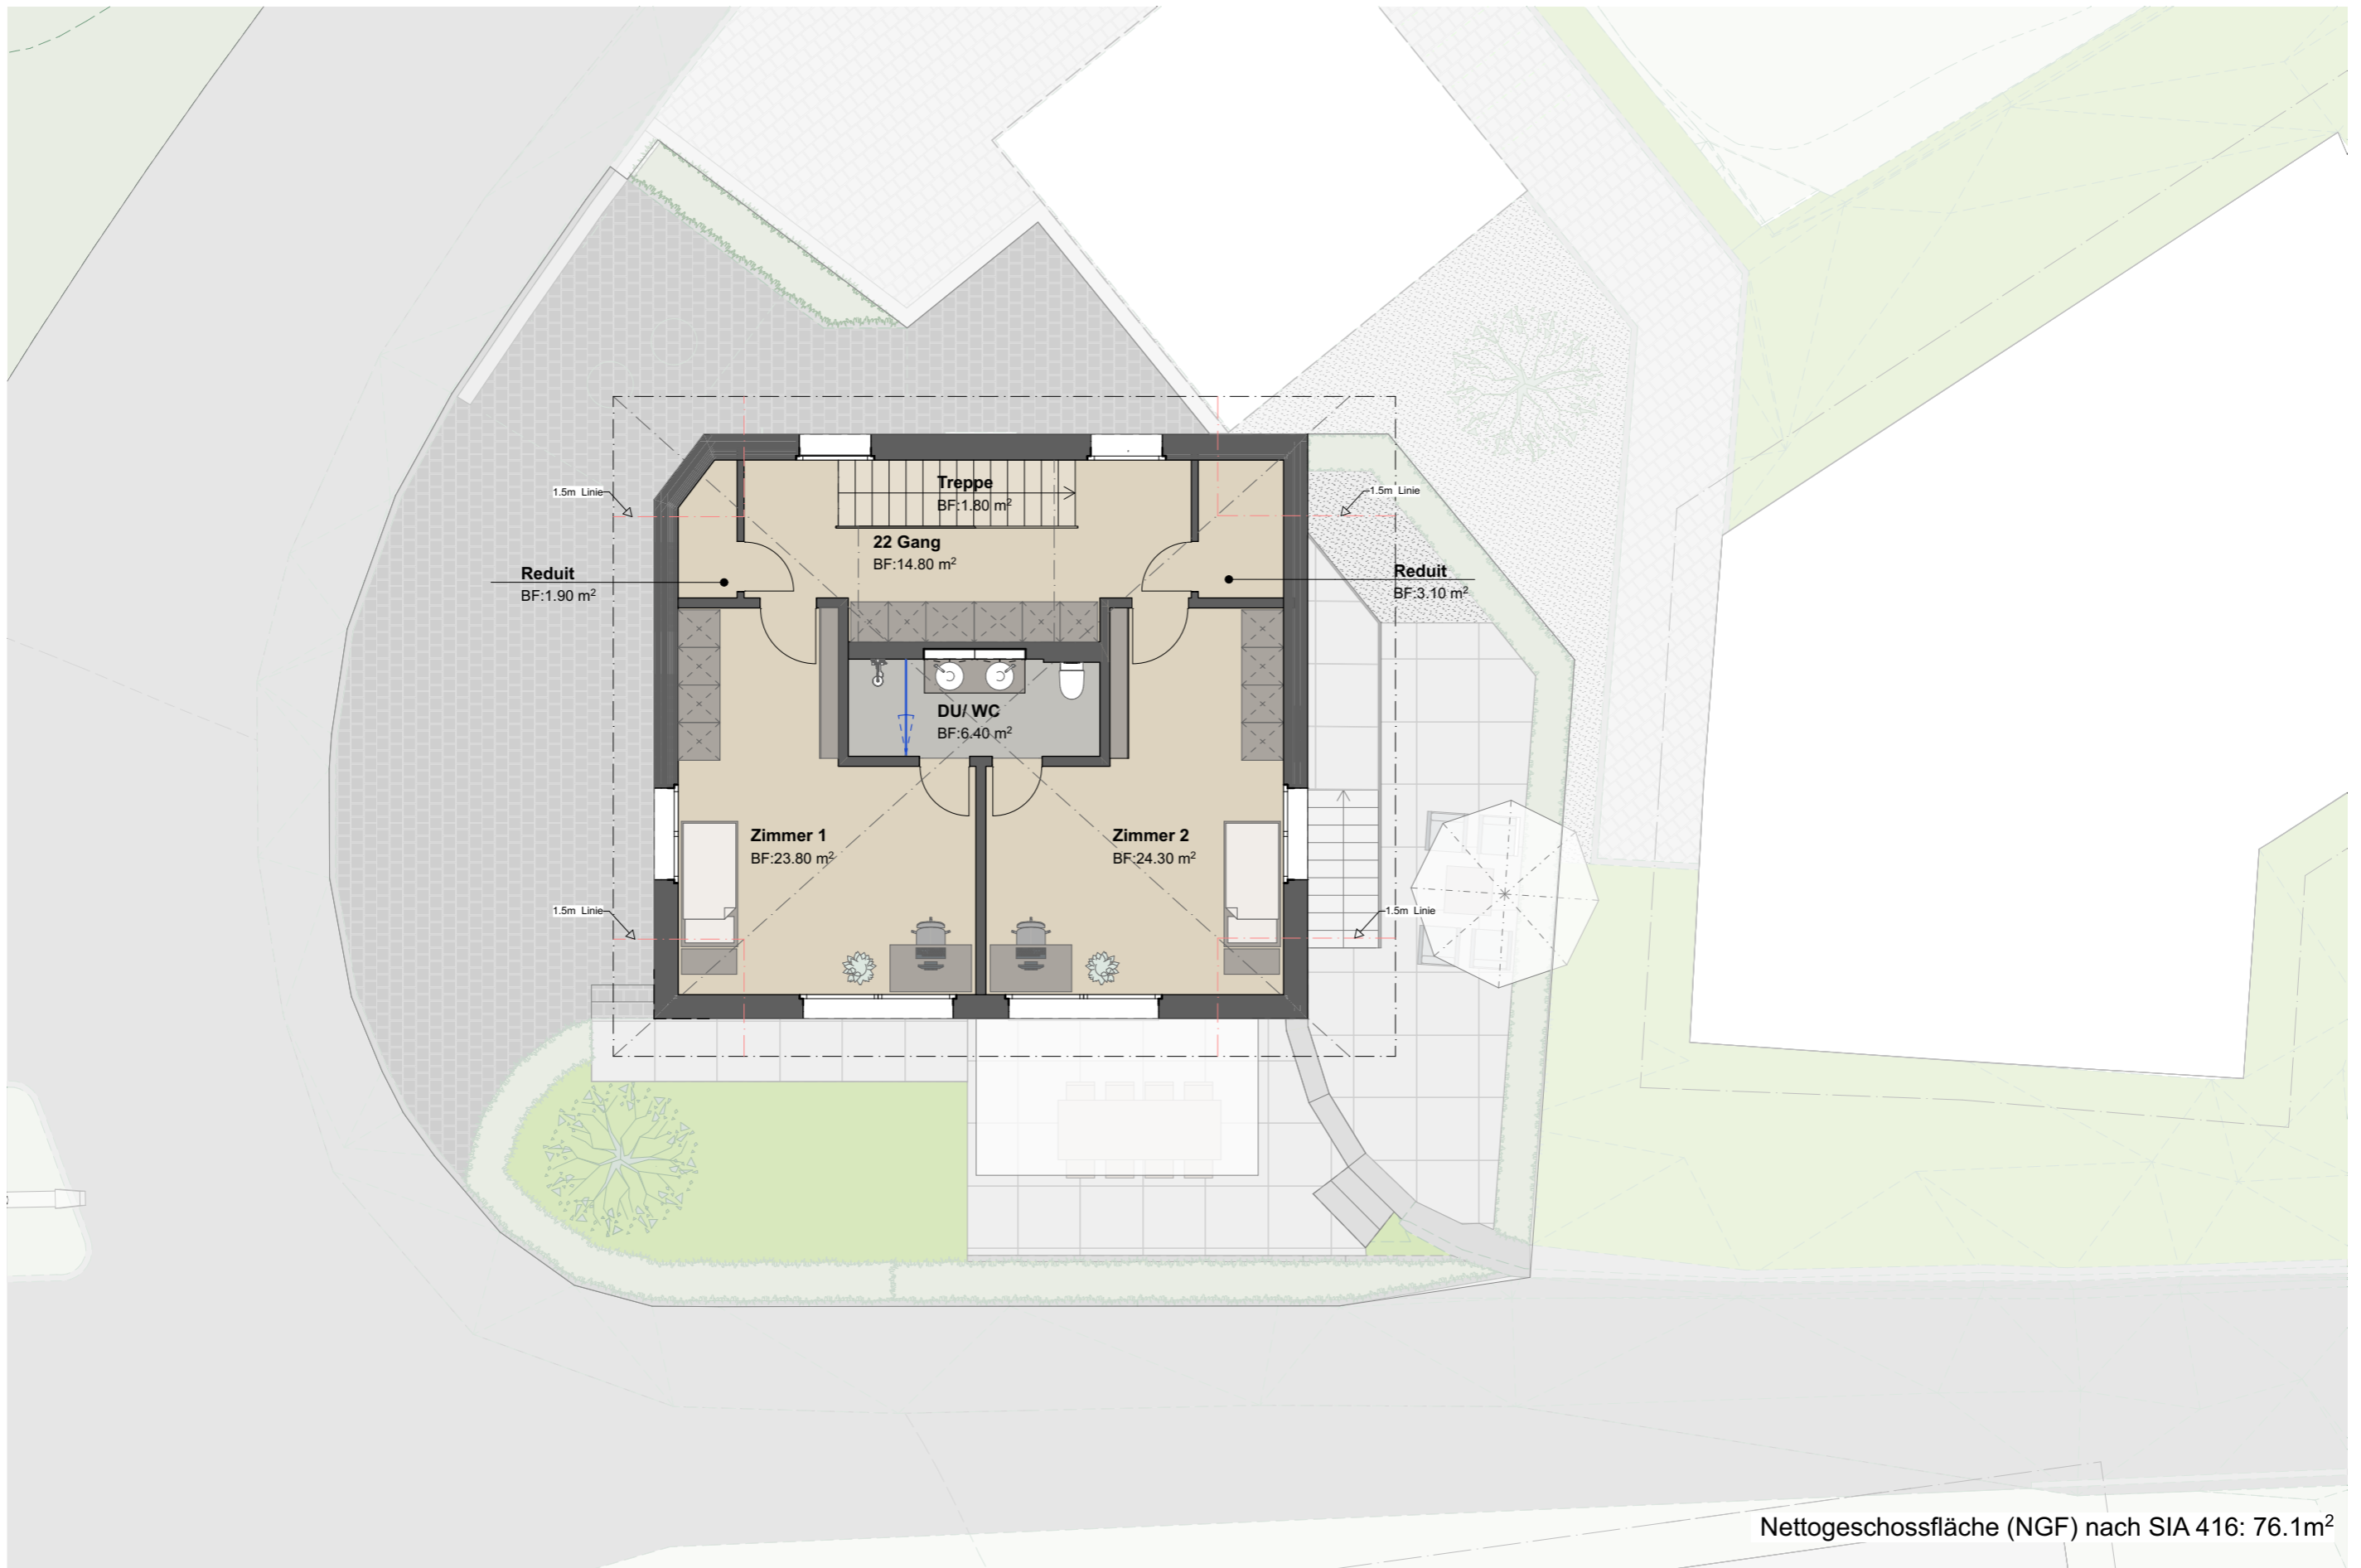 Treppe
BF:1.80 m²
1.5m Linie
1.5m Linie
22 Gang
BF:14.80 m²
Reduit
BF:1.90 m²
Reduit
BF:3.10 m²
DU/ WC
BF:6.40 m²
Zimmer 1
BF:23.80 m²
Zimmer 2
BF:24.30 m²
1.5m Linie
1.5m Linie
Nettogeschossfläche (NGF) nach SIA 416: 76.1m²